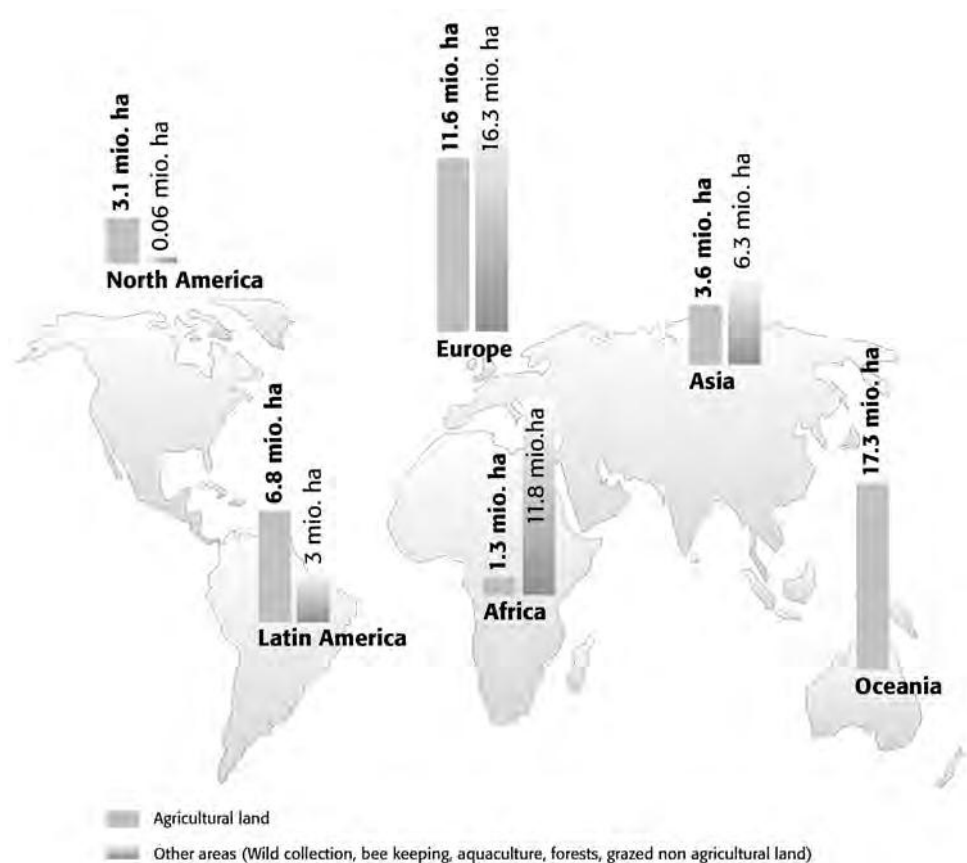 3.1 mio. ha
0.06 mio. ha
North America
11.6 mio. ha
16.3 mio. ha
Europe
3.6 mio. ha
6.3 mio. ha
Asia
6.8 mio. ha
3 mio. ha
Latin America
1.3 mio. ha
11.8 mio.ha
Africa
17.3 mio. ha
Oceania
Agricultural land
Other areas (Wild collection, bee keeping, aquaculture, forests, grazed non agricultural land)